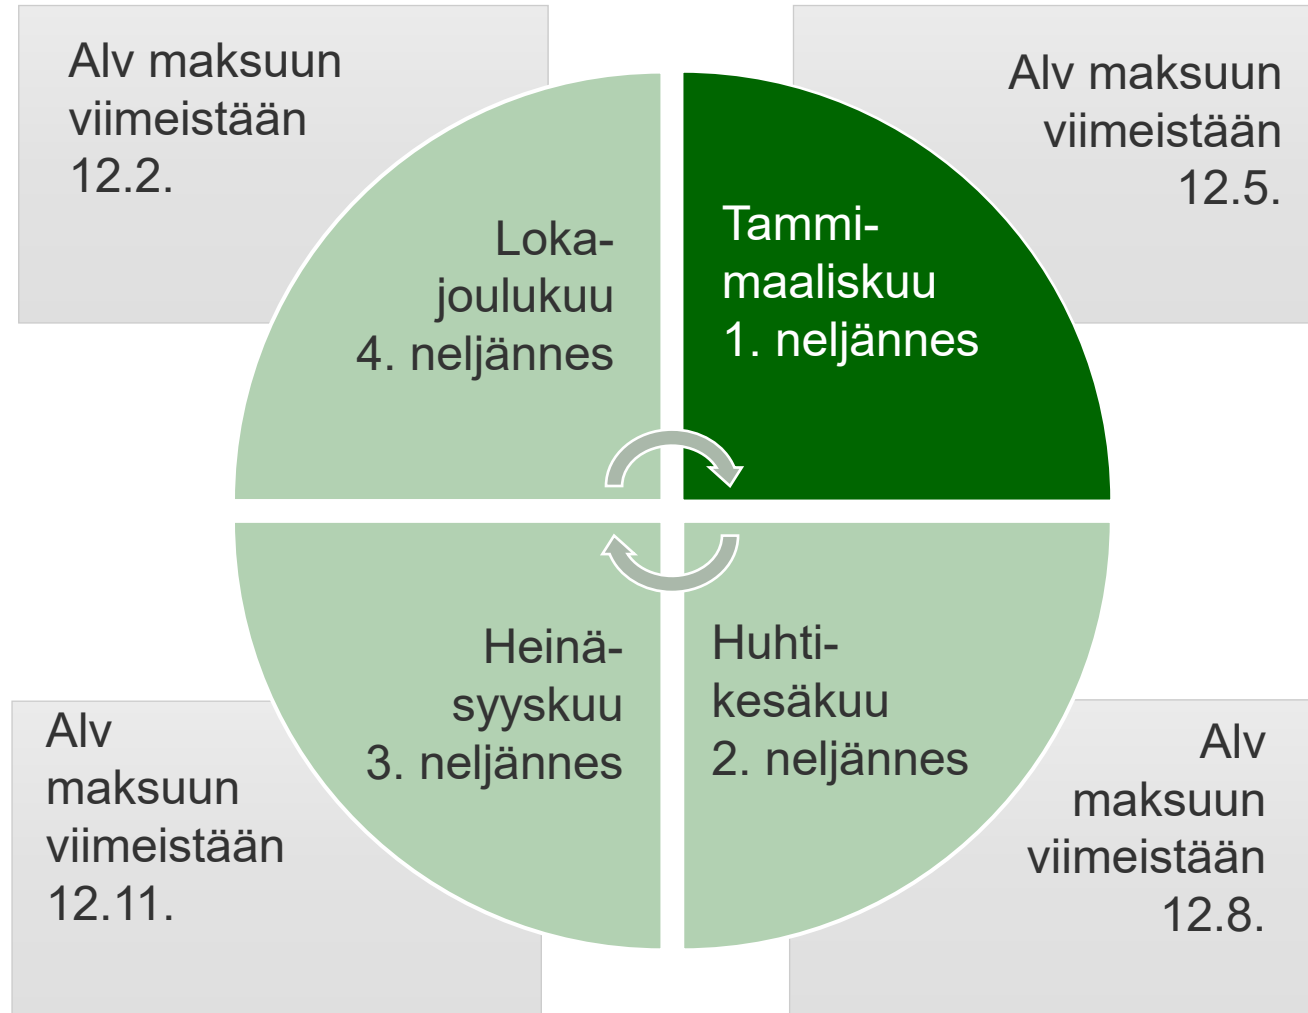 Alv maksuun
viimeistään
12.2.
Alv maksuun
viimeistään
12.5.
Loka-
joulukuu
4. neljännes
Tammi-
maaliskuu
1. neljännes
Heinä-
syyskuu
3. neljännes
Huhti-
kesäkuu
2. neljännes
Alv
maksuun
viimeistään
12.11.
Alv
maksuun
viimeistään
12.8.